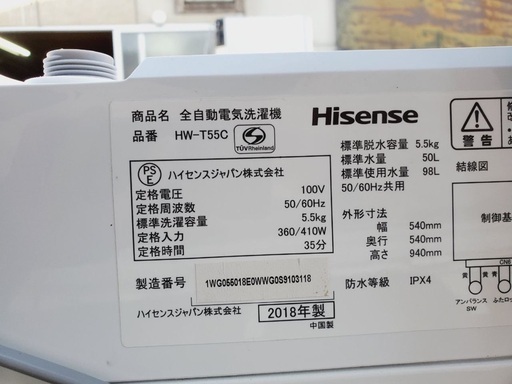 商品名 全自動電気洗濯機
品番 HW-T55C
TÜVRheinland
Hisense
PS
E
ハイセンスジャパン株式会社
定格電圧 100V
定格周波数 50/60Hz
標準洗濯容量 5.5kg
定格入力 360/410W
定格時間 35分
製造番号 1WG055018E0WWG0S9103118
ハイセンスジャパン株式会社 2018年製
中国製
標準脱水容量 5.5kg
標準水量 50L
標準使用水量 98L
50/60Hz共用
外形寸法
幅 540mm
奥行 540mm
高さ 940mm
防水等級 IPX4
警告
結線図
制御基
CN6
黄 黄 青 青
アンバランス
SW
ふたロッ